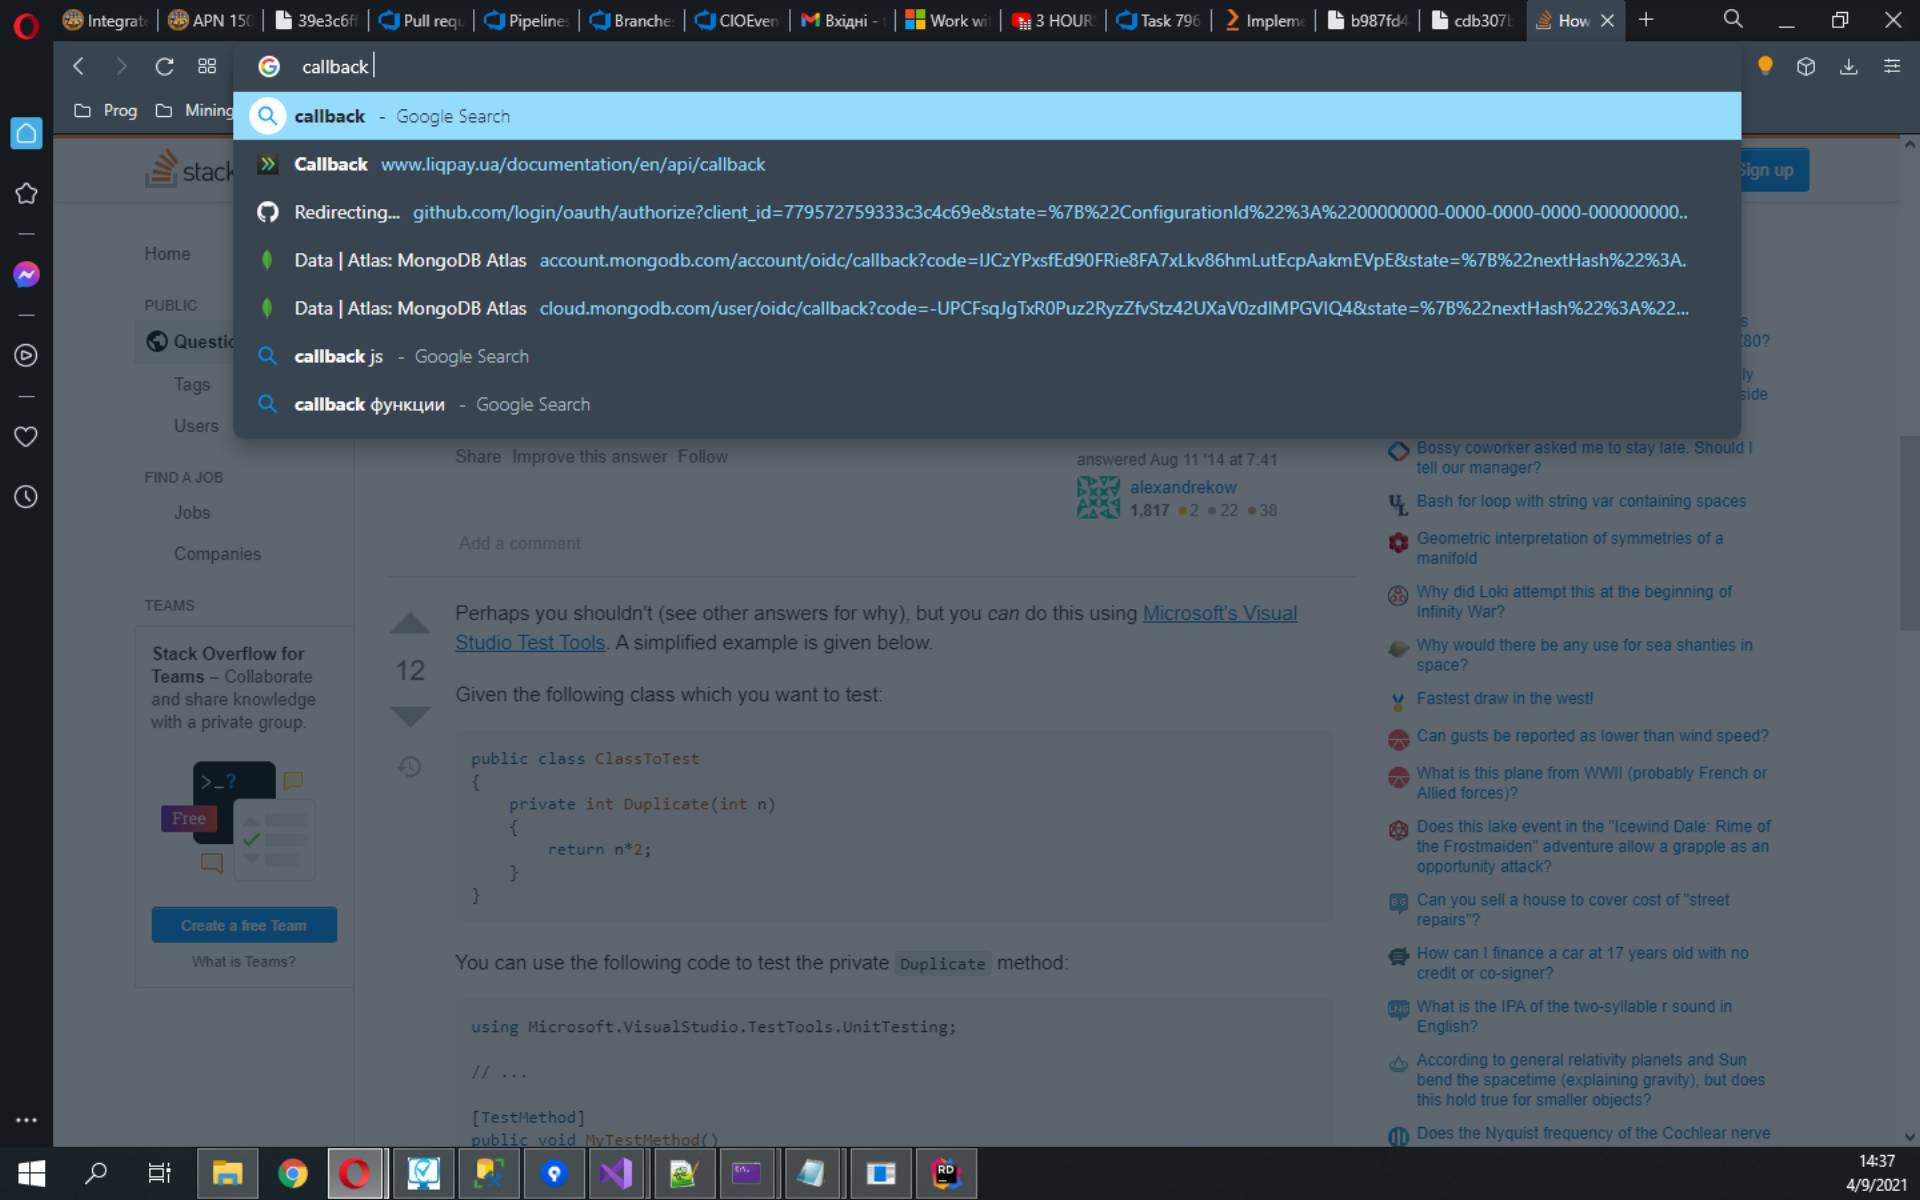 Integrat
APN 150
39e3c6f
Pull requ
Pipeline
Branche
CIOEven
Вхідні -
Work wi
3 HOUR
Task 796
Implem
b987fd4
cdb307b
How
callback
Prog
Mining
callback - Google Search
Callback www.liqpay.ua/documentation/en/api/callback
Redirecting... github.com/login/oauth/authorize?client_id=779572759333c3c4c69e&state=%7B%22ConfigurationId%22%3A%2200000000-0000-0000-0000-000000000..
Data | Atlas: MongoDB Atlas account.mongodb.com/account/oidc/callback?code=IJCzYPxsfEd90FRie8FA7xLkv86hmLutEcpAakmEVpE&state=%7B%22nextHash%22%3A.
Data | Atlas: MongoDB Atlas cloud.mongodb.com/user/oidc/callback?code=-UPCFsqJgTxR0Puz2RyzZfvStz42UXaV0zdIMPGVIQ4&state=%7B%22nextHash%22%3A%22...
callback js - Google Search
callback функции - Google Search
stack
Sign up
Home
PUBLIC
Questic
Tags
Users
FIND A JOB
Jobs
Companies
TEAMS
Stack Overflow for
Teams – Collaborate
and share knowledge
with a private group.
>_?
Free
Create a free Team
What is Teams?
Share Improve this answer Follow
answered Aug 11 '14 at 7:41
alexandrekow
1,817 2 22 38
Add a comment
12
Perhaps you shouldn't (see other answers for why), but you can do this using Microsoft's Visual
Studio Test Tools. A simplified example is given below.
Given the following class which you want to test:
public class ClassToTest
{
private int Duplicate(int n)
{
return n*2;
}
}
You can use the following code to test the private Duplicate method:
using Microsoft.VisualStudio.TestTools.UnitTesting;
// ...
[TestMethod]
public void MyTestMethod()
s
80?
ly
side
Bossy coworker asked me to stay late. Should I
tell our manager?
Bash for loop with string var containing spaces
Geometric interpretation of symmetries of a
manifold
Why did Loki attempt this at the beginning of
Infinity War?
Why would there be any use for sea shanties in
space?
Fastest draw in the west!
Can gusts be reported as lower than wind speed?
What is this plane from WWII (probably French or
Allied forces)?
Does this lake event in the "Icewind Dale: Rime of
the Frostmaiden" adventure allow a grapple as an
opportunity attack?
Can you sell a house to cover cost of "street
repairs"?
How can I finance a car at 17 years old with no
credit or co-signer?
What is the IPA of the two-syllable r sound in
English?
According to general relativity planets and Sun
bend the spacetime (explaining gravity), but does
this hold true for smaller objects?
Does the Nyquist frequency of the Cochlear nerve
RD
14:37
4/9/2021